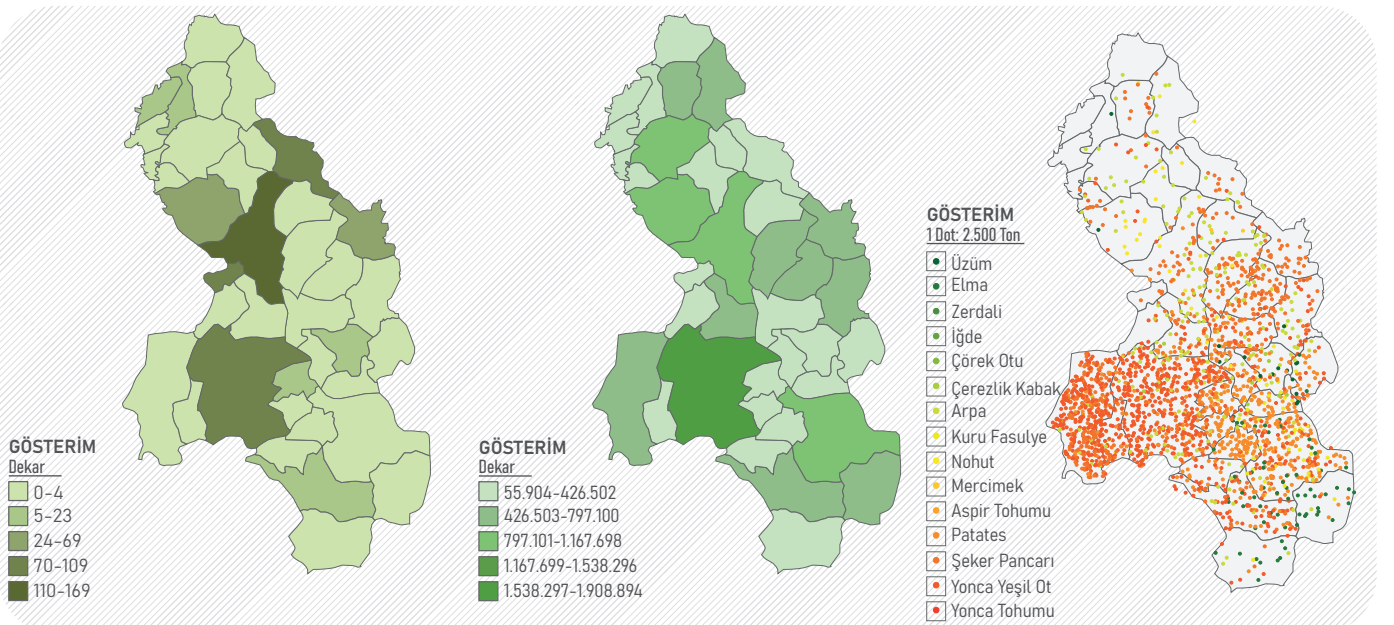 GÖSTERİM
Dekar
0-4
5-23
24-69
70-109
110-169
GÖSTERİM
Dekar
55.904-426.502
426.503-797.100
797.101-1.167.698
1.167.699-1.538.296
1.538.297-1.908.894
GÖSTERİM
1 Dot: 2.500 Ton
Üzüm
Elma
Zerdali
İğde
Çörek Otu
Çerezlik Kabak
Arpa
Kuru Fasulye
Nohut
Mercimek
Aspir Tohumu
Patates
Şeker Pancarı
Yonca Yeşil Ot
Yonca Tohumu